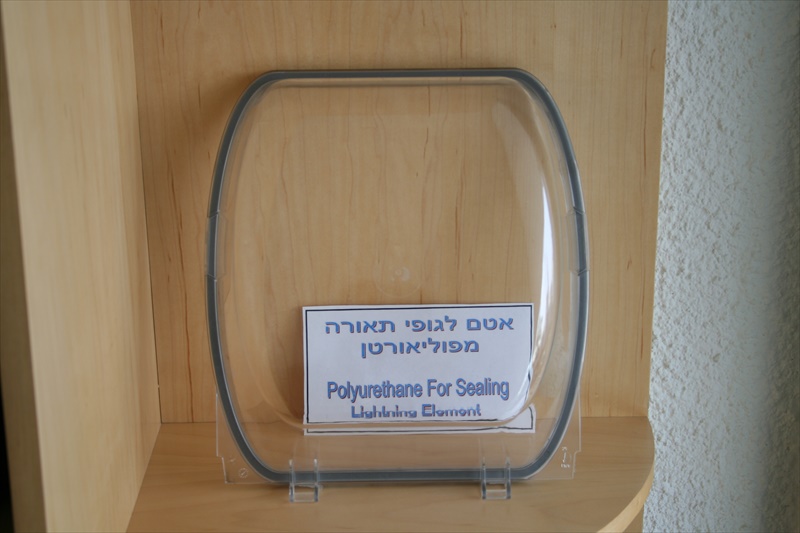 אטם לגופי תאורה
מפוליאורטן
Polyurethane For Sealing
Lightning Element